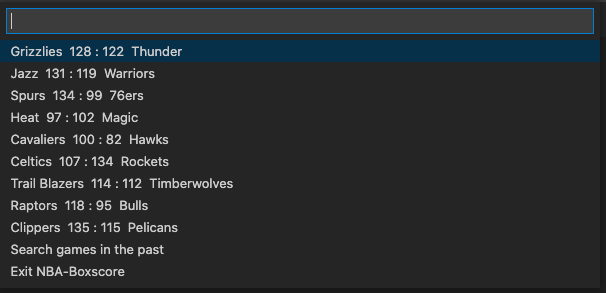 Grizzlies 128 : 122 Thunder
Jazz 131 : 119 Warriors
Spurs 134 : 99 76ers
Heat 97 : 102 Magic
Cavaliers 100 : 82 Hawks
Celtics 107 : 134 Rockets
Trail Blazers 114 : 112 Timberwolves
Raptors 118 : 95 Bulls
Clippers 135 : 115 Pelicans
Search games in the past
Exit NBA-Boxscore